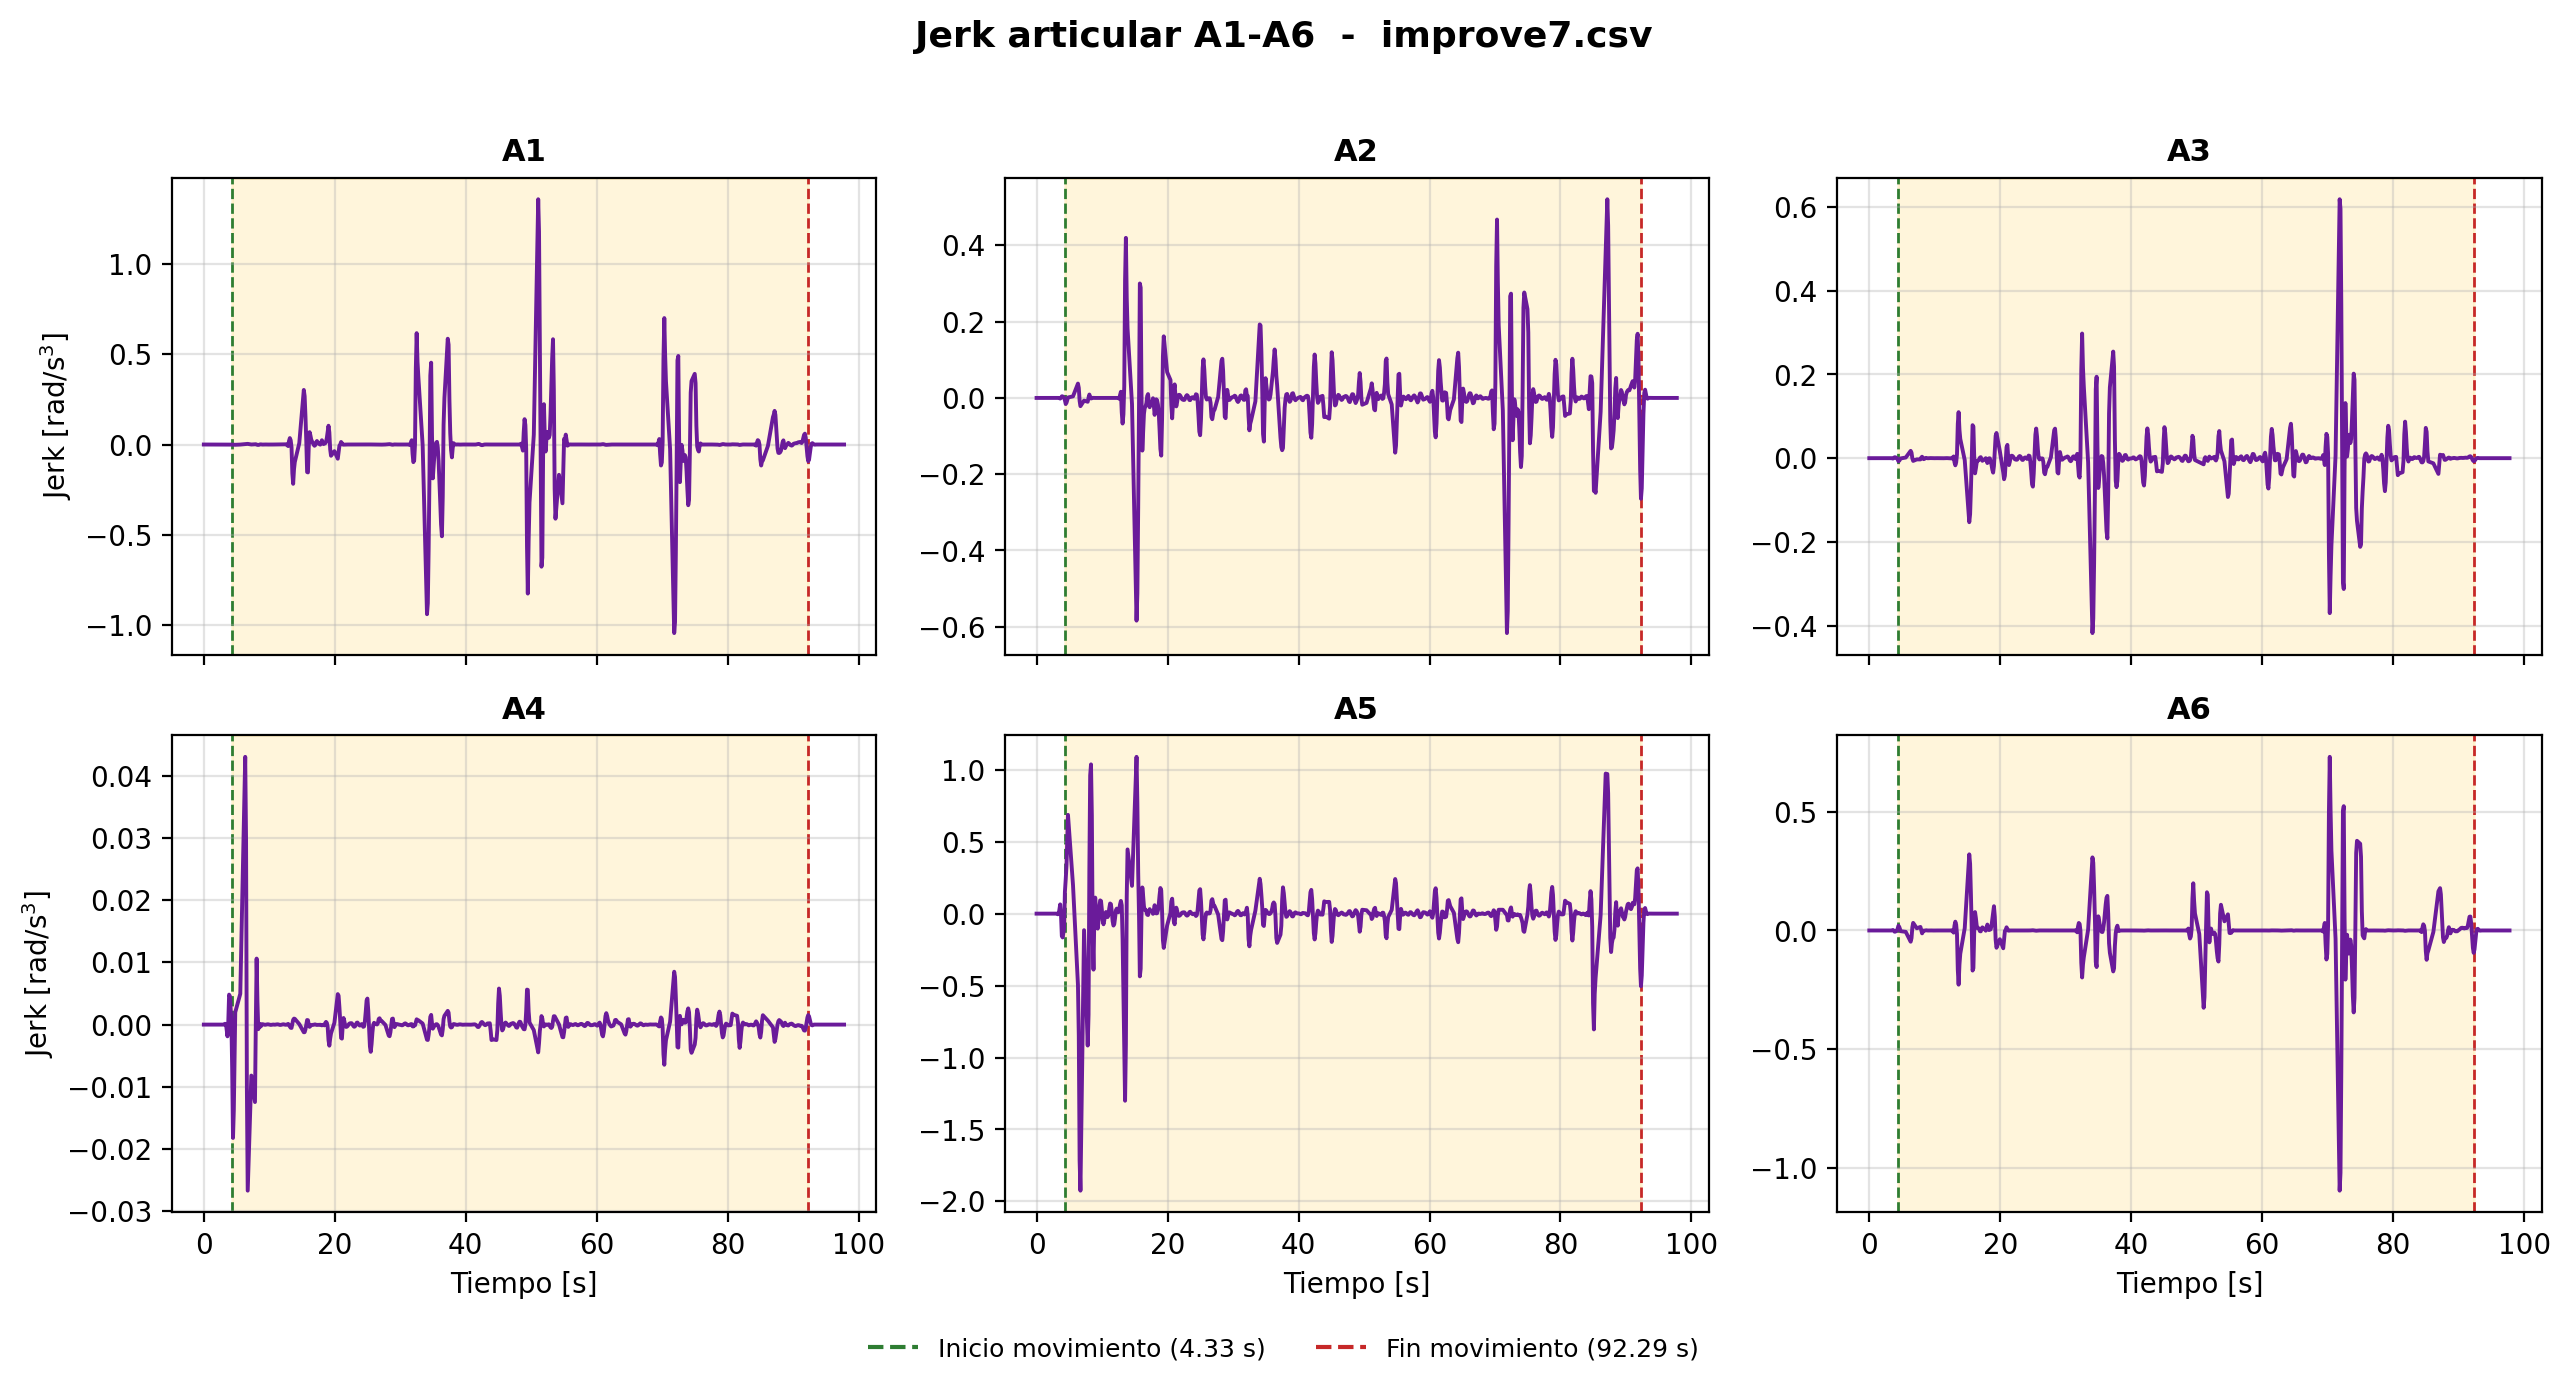 Jerk articular A1-A6  -  improve7.csv
A1
A2
A3
Jerk [rad/s³]
1.0
0.5
0.0
−0.5
−1.0
0.4
0.2
0.0
−0.2
−0.4
−0.6
0.6
0.4
0.2
0.0
−0.2
−0.4
A4
A5
A6
Jerk [rad/s³]
0.04
0.03
0.02
0.01
0.00
−0.01
−0.02
−0.03
1.0
0.5
0.0
−0.5
−1.0
−1.5
−2.0
0.5
0.0
−0.5
−1.0
0 20 40 60 80 100
0 20 40 60 80 100
0 20 40 60 80 100
Tiempo [s]
Tiempo [s]
Tiempo [s]
Inicio movimiento (4.33 s)
Fin movimiento (92.29 s)